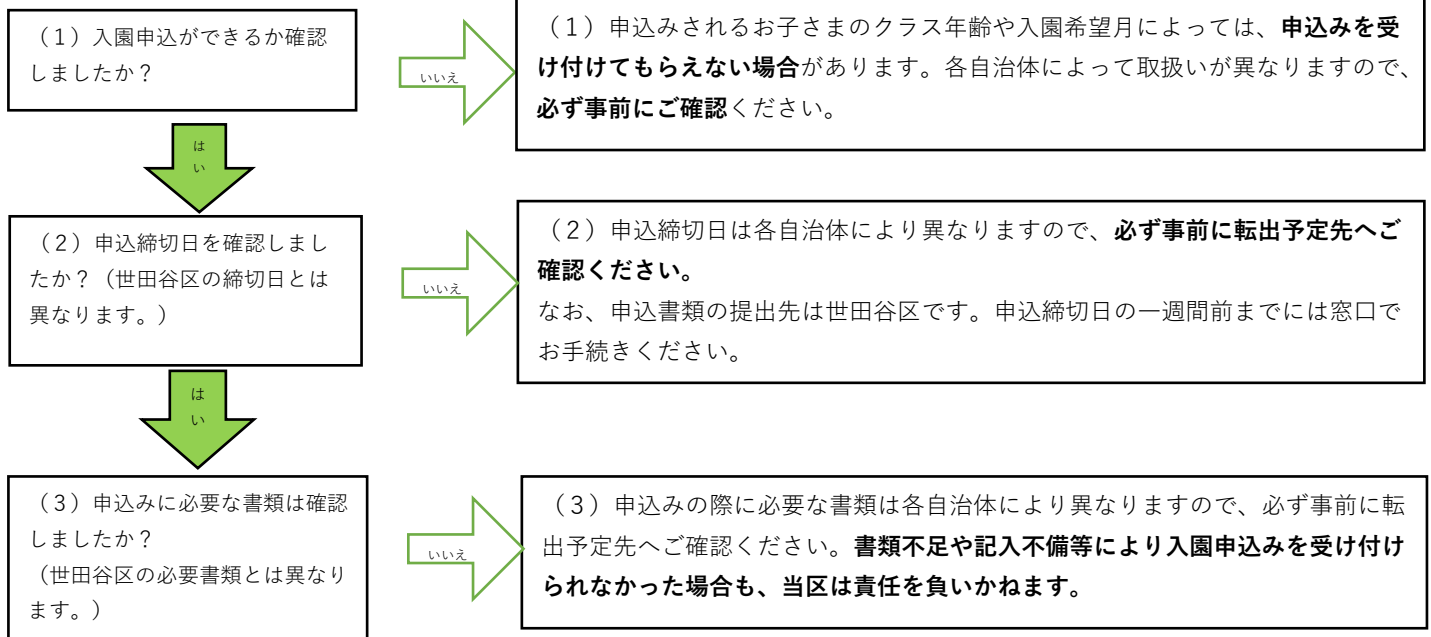 （１）入園申込ができるか確認
しましたか？
いいえ
（１）申込みされるお子さまのクラス年齢や入園希望月によっては、申込みを受
け付けてもらえない場合があります。各自治体によって取扱いが異なりますので、
必ず事前にご確認ください。
はい
（２）申込締切日を確認しまし
たか？（世田谷区の締切日とは
異なります。）
いいえ
（２）申込締切日は各自治体により異なりますので、必ず事前に転出予定先へご
確認ください。
なお、申込書類の提出先は世田谷区です。申込締切日の一週間前までには窓口で
お手続きください。
はい
（３）申込みに必要な書類は確認
しましたか？
（世田谷区の必要書類とは異なり
ます。）
いいえ
（３）申込みの際に必要な書類は各自治体により異なりますので、必ず事前に転
出予定先へご確認ください。書類不足や記入不備等により入園申込みを受け付け
られなかった場合も、当区は責任を負いかねます。